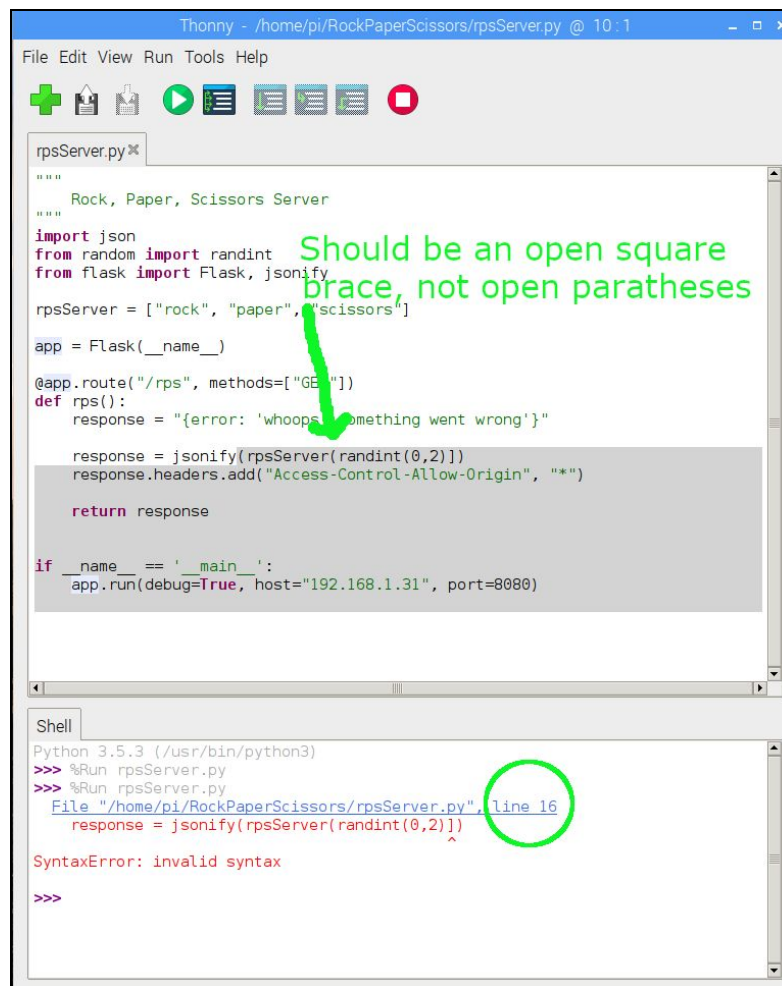 Thonny - /home/pi/RockPaperScissors/rpsServer.py @ 10:1
File Edit View Run Tools Help
rpsServer.py
"""
    Rock, Paper, Scissors Server
"""
import json
from random import randint
from flask import Flask, jsonify
Should be an open square
brace, not open paratheses
rpsServer = ["rock", "paper", "scissors"]
app = Flask(__name__)
@app.route("/rps", methods=["GET"])
def rps():
    response = "{error: 'whoops something went wrong'}"
    response = jsonify(rpsServer(randint(0,2)])
    response.headers.add("Access-Control-Allow-Origin", "*")
    return response
if __name__ == '__main__':
    app.run(debug=True, host="192.168.1.31", port=8080)
Shell
Python 3.5.3 (/usr/bin/python3)
>>> %Run rpsServer.py
>>> %Run rpsServer.py
  File "/home/pi/RockPaperScissors/rpsServer.py", line 16
    response = jsonify(rpsServer(randint(0,2)])
                                              ^
SyntaxError: invalid syntax
>>>